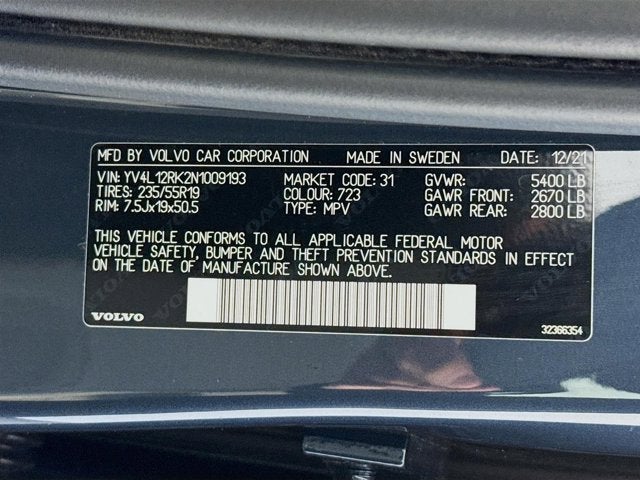 MFD BY VOLVO CAR CORPORATION MADE IN SWEDEN DATE: 12/21
VIN: YV4L12RK2N1009193 MARKET CODE: 31 GVWR: 5400 LB
TIRES: 235/55R19 COLOUR: 723 GAWR FRONT: 2670 LB
RIM: 7.5Jx19x50.5 TYPE: MPV GAWR REAR: 2800 LB
THIS VEHICLE CONFORMS TO ALL APPLICABLE FEDERAL MOTOR
VEHICLE SAFETY, BUMPER AND THEFT PREVENTION STANDARDS IN EFFECT
ON THE DATE OF MANUFACTURE SHOWN ABOVE.
VOLVO 32366354